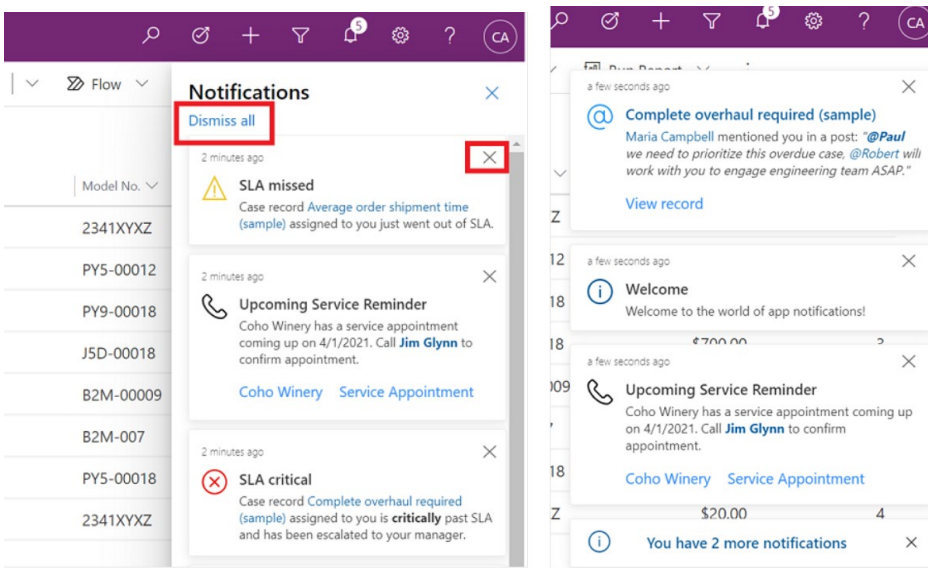 5
?
CA
Flow
Notifications
Dismiss all
Model No.
2341XYXZ
PY5-00012
PY9-00018
J5D-00018
B2M-00009
B2M-007
PY5-00018
2341XYXZ
2 minutes ago
SLA missed
Case record Average order shipment time
(sample) assigned to you just went out of SLA.
2 minutes ago
Upcoming Service Reminder
Coho Winery has a service appointment
coming up on 4/1/2021. Call Jim Glynn to
confirm appointment.
Coho Winery Service Appointment
2 minutes ago
SLA critical
Case record Complete overhaul required
(sample) assigned to you is critically past SLA
and has been escalated to your manager.
5
?
CA
a few seconds ago
Complete overhaul required (sample)
Maria Campbell mentioned you in a post: "@Paul
we need to prioritize this overdue case, @Robert will
work with you to engage engineering team ASAP."
View record
Z
12
18
18
009
18
Z
a few seconds ago
Welcome
Welcome to the world of app notifications!
a few seconds ago
Upcoming Service Reminder
Coho Winery has a service appointment coming up
on 4/1/2021. Call Jim Glynn to confirm
appointment.
Coho Winery Service Appointment
$20.00 4
You have 2 more notifications